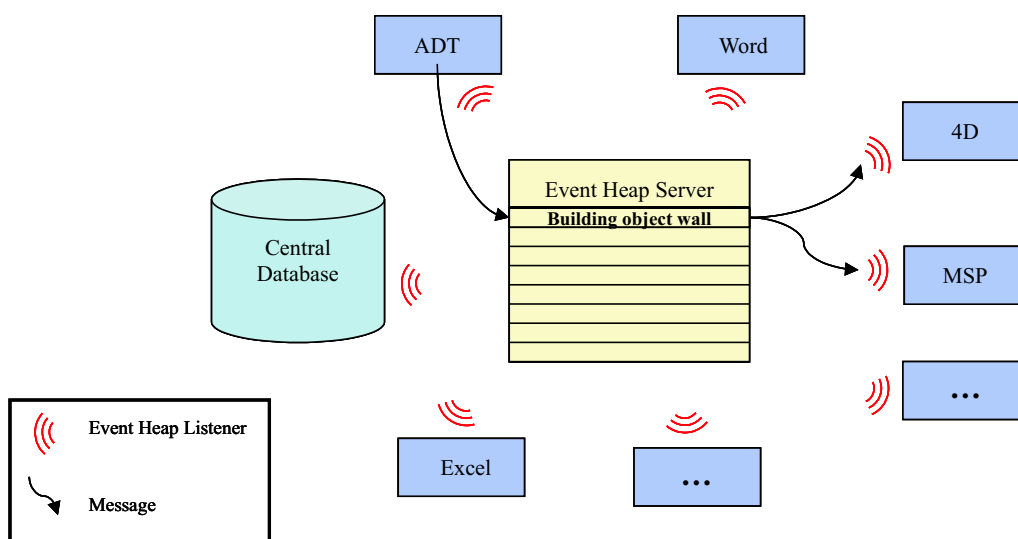 ADT
Word
4D
Event Heap Server
Building object wall
Central
Database
MSP
...
Event Heap Listener
Excel
...
Message